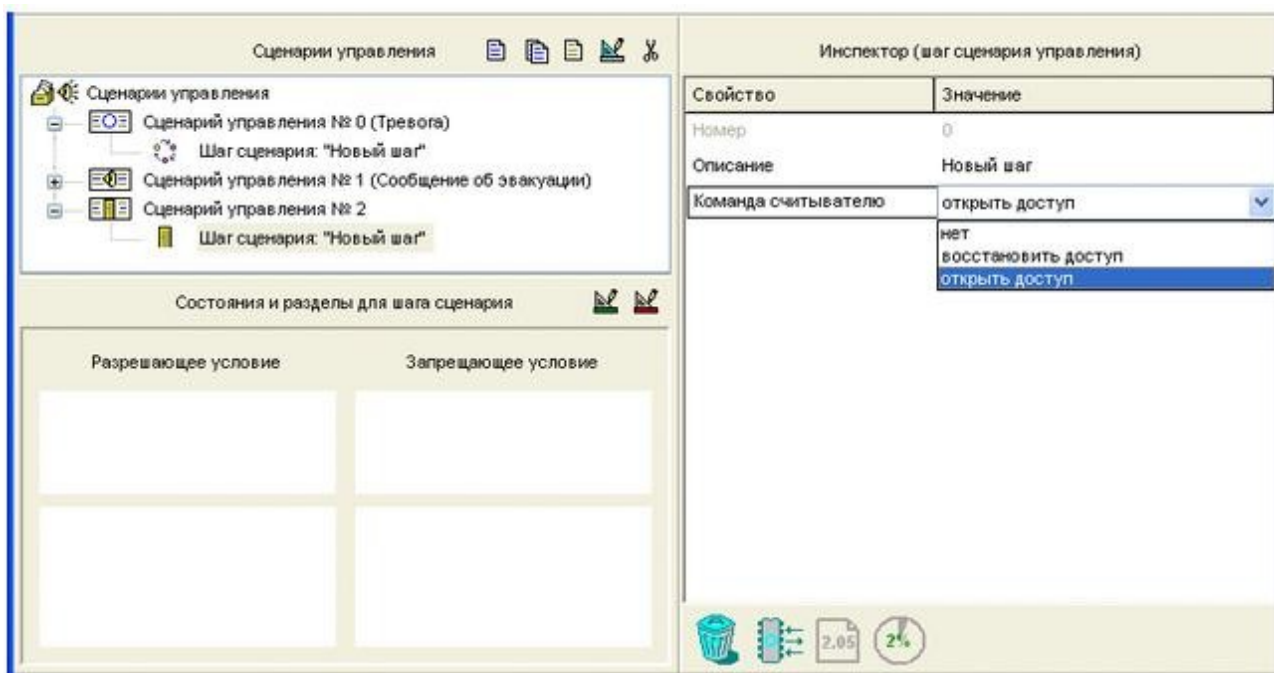 Сценарии управления
Сценарии управления
Сценарий управления № 0 (Тревога)
Шаг сценария: "Новый шаг"
Сценарий управления № 1 (Сообщение об эвакуации)
Сценарий управления № 2
Шаг сценария: "Новый шаг"
Состояния и разделы для шага сценария
Разрешающее условие Запрещающее условие
Инспектор (шаг сценария управления)
Свойство Значение
Номер 0
Описание Новый шаг
Команда считывателю открыть доступ
нет
восстановить доступ
открыть доступ
2.05 2%